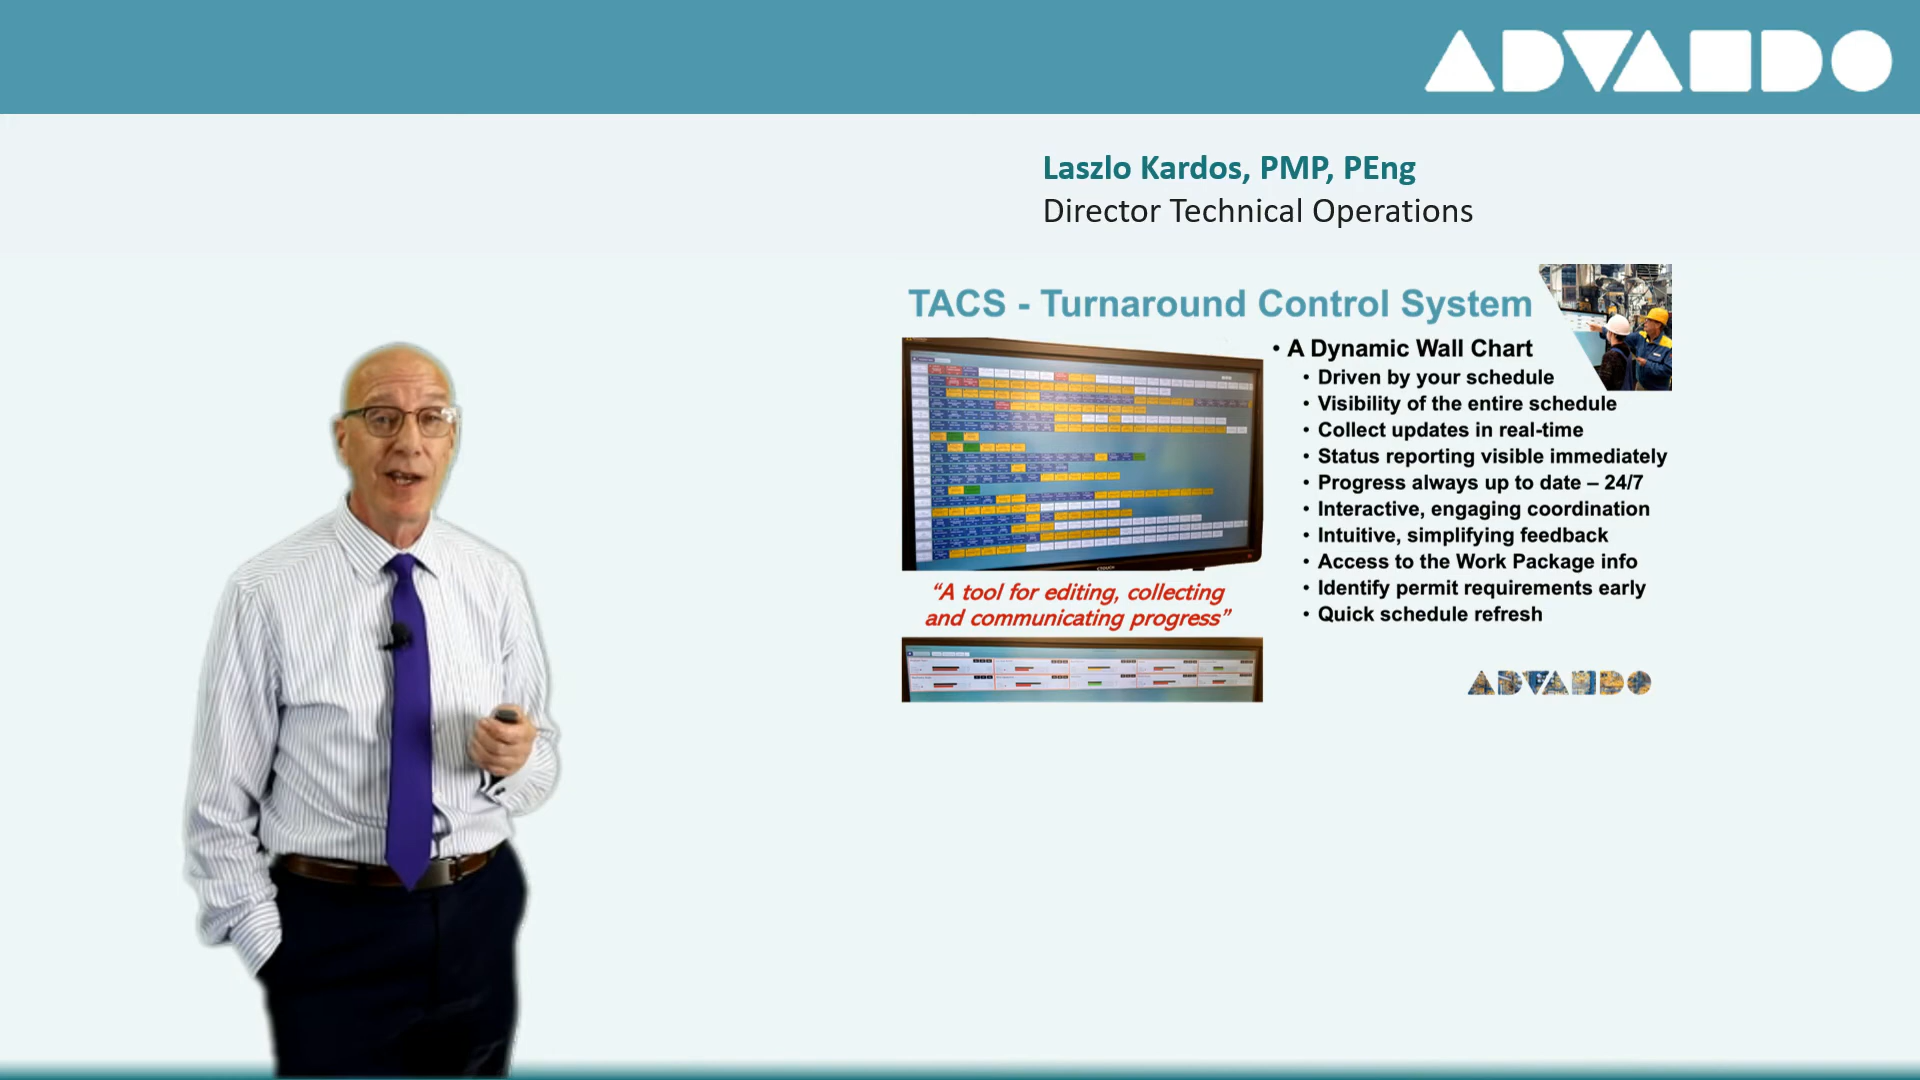 ADVANDO
Laszlo Kardos, PMP, PEng
Director Technical Operations
TACS - Turnaround Control System
• A Dynamic Wall Chart
• Driven by your schedule
• Visibility of the entire schedule
• Collect updates in real-time
• Status reporting visible immediately
• Progress always up to date – 24/7
• Interactive, engaging coordination
• Intuitive, simplifying feedback
• Access to the Work Package info
• Identify permit requirements early
• Quick schedule refresh
“A tool for editing, collecting
and communicating progress”
ADVANDO